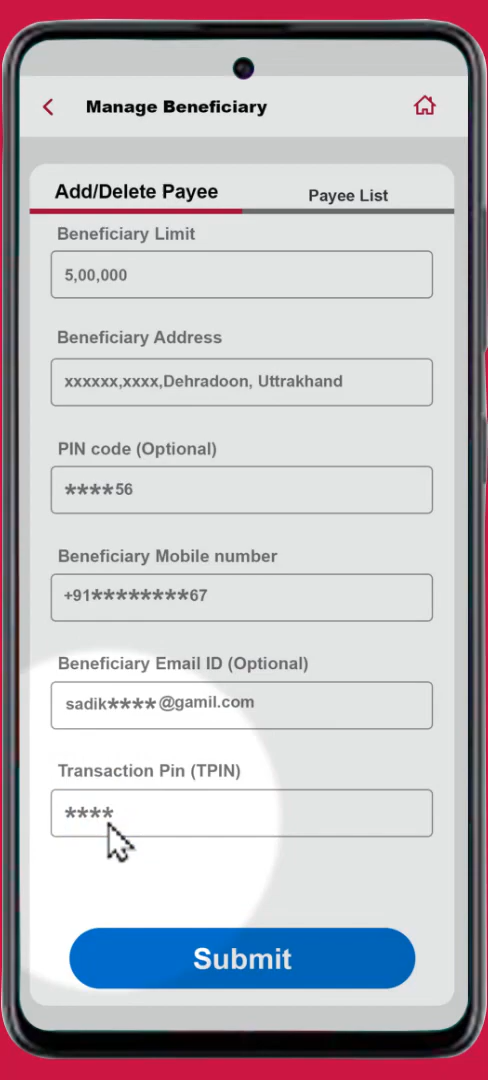 Manage Beneficiary
Add/Delete Payee
Payee List
Beneficiary Limit
5,00,000
Beneficiary Address
xxxxxx,xxxx,Dehradoon, Uttrakhand
PIN code (Optional)
****56
Beneficiary Mobile number
+91********67
Beneficiary Email ID (Optional)
sadik****@gamil.com
Transaction Pin (TPIN)
****
Submit